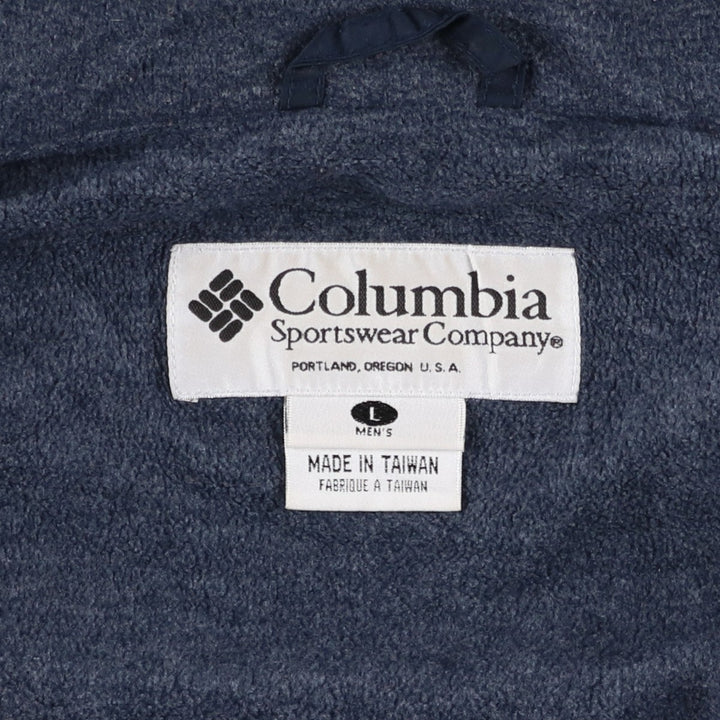 Columbia
Sportswear Company®
PORTLAND, OREGON U.S.A.
L
MEN'S
MADE IN TAIWAN
FABRIQUE A TAIWAN